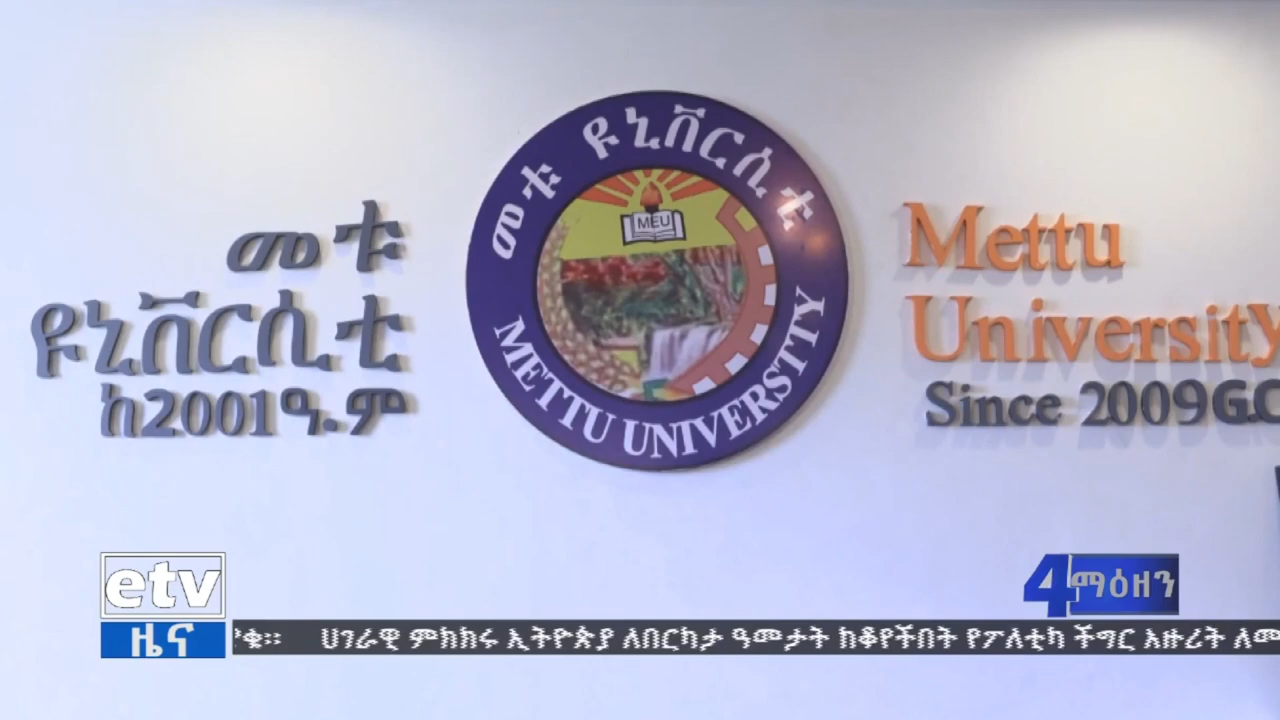 መቱ
ዩኒቨርሲቲ
ከ2001ዓ.ም
መቱ ዩኒቨርሲቲ
MEU
METTU UNIVERSTTY
Mettu
University
Since 2009G.C
4ማዕዘን
etv
ዜና
ሀገራዊ ምክክሩ ኢትዮጵያ ለበርካታ ዓመታት ከቆየችበት የፖለቲካ ችግር አዙሪት